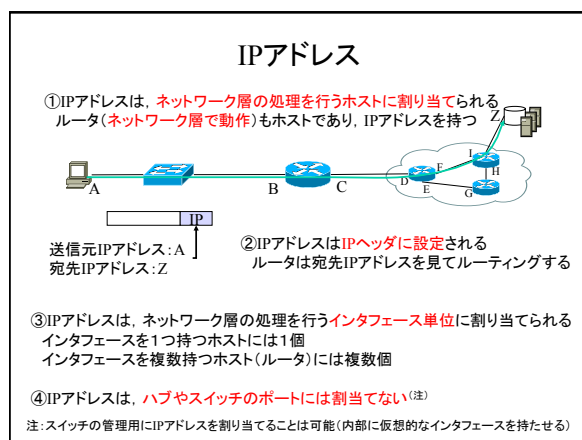 IPアドレス
①IPアドレスは，ネットワーク層の処理を行うホストに割り当てられる
ルータ（ネットワーク層で動作）もホストであり，IPアドレスを持つ
Z
A
B
C
D
E
F
I
H
G
IP
送信元IPアドレス：A
宛先IPアドレス：Z
②IPアドレスはIPヘッダに設定される
ルータは宛先IPアドレスを見てルーティングする
③IPアドレスは，ネットワーク層の処理を行うインタフェース単位に割り当てられる
インタフェースを１つ持つホストには１個
インタフェースを複数持つホスト（ルータ）には複数個
④IPアドレスは，ハブやスイッチのポートには割当てない（注）
注：スイッチの管理用にIPアドレスを割り当てることは可能（内部に仮想的なインタフェースを持たせる）